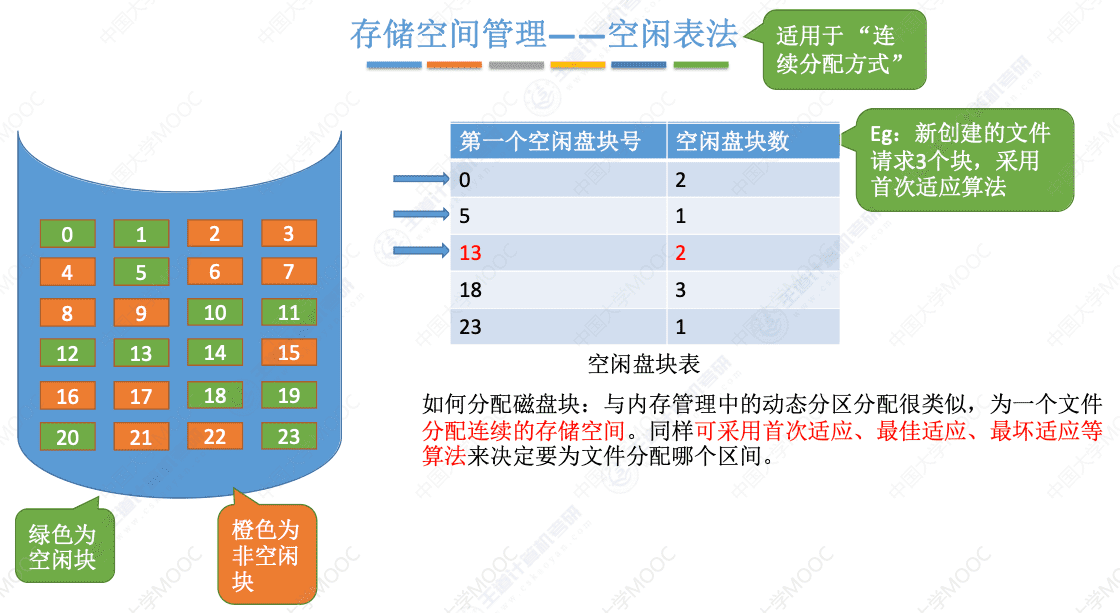 存储空间管理——空闲表法
适用于 “连
续分配方式”
Eg：新创建的文件
请求3个块，采用
首次适应算法
第一个空闲盘块号 空闲盘块数
0 2
5 1
13 2
18 3
23 1
空闲盘块表
0 1 2 3
4 5 6 7
8 9 10 11
12 13 14 15
16 17 18 19
20 21 22 23
绿色为
空闲块
橙色为
非空闲
块
如何分配磁盘块：与内存管理中的动态分区分配很类似，为一个文件
分配连续的存储空间。同样可采用首次适应、最佳适应、最坏适应等
算法来决定要为文件分配哪个区间。
中国大学MOOC
王道计算机考研